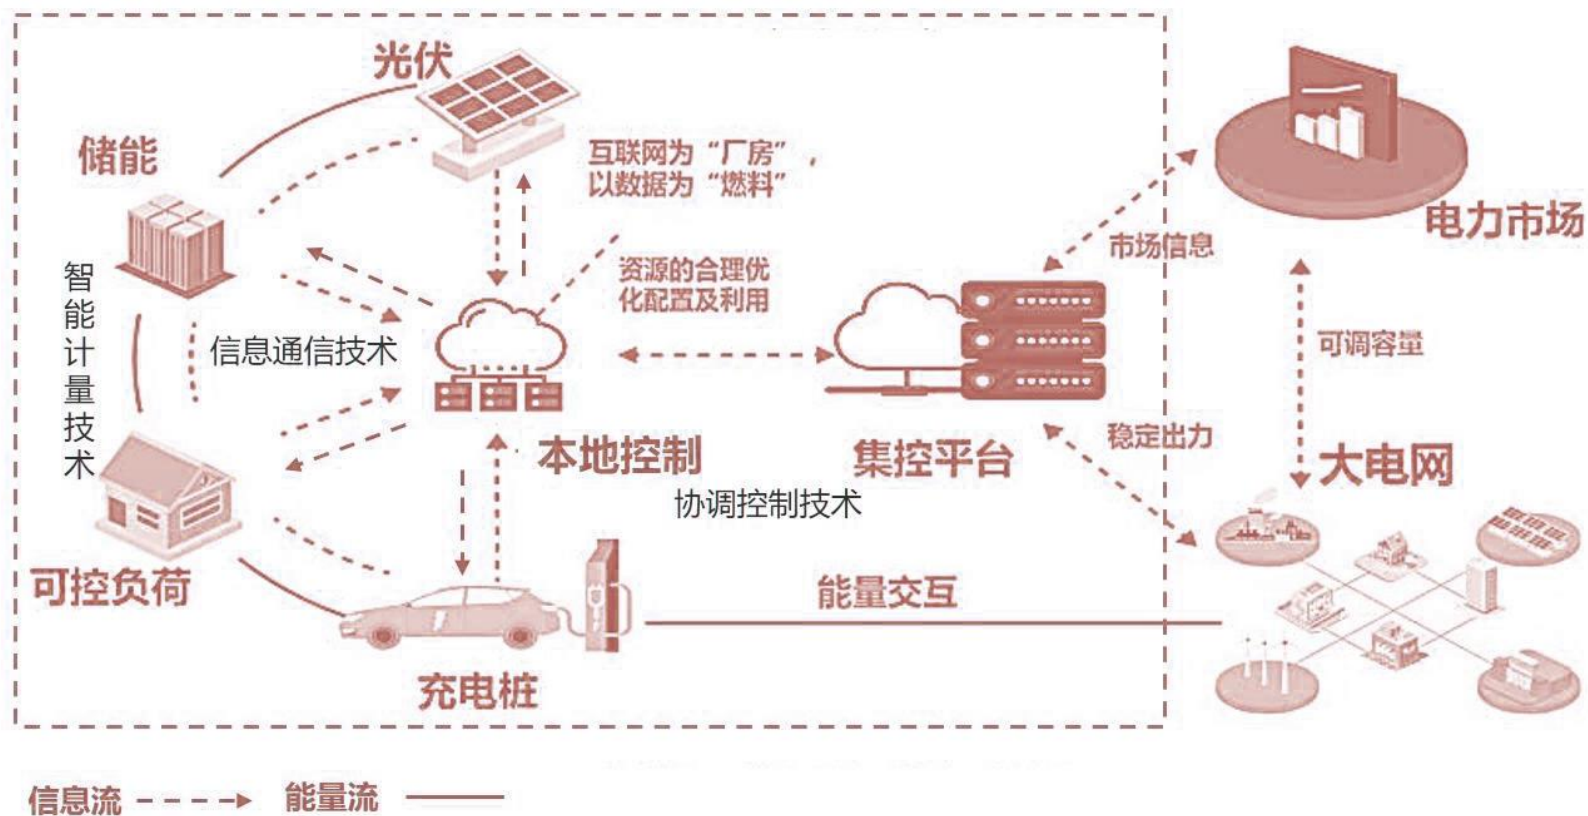 光伏
储能
互联网为“厂房”，
以数据为“燃料”
电力市场
市场信息
资源的合理优
化配置及利用
智能计量技术
信息通信技术
可调容量
本地控制
集控平台
稳定出力
大电网
协调控制技术
可控负荷
能量交互
充电桩
信息流
能量流